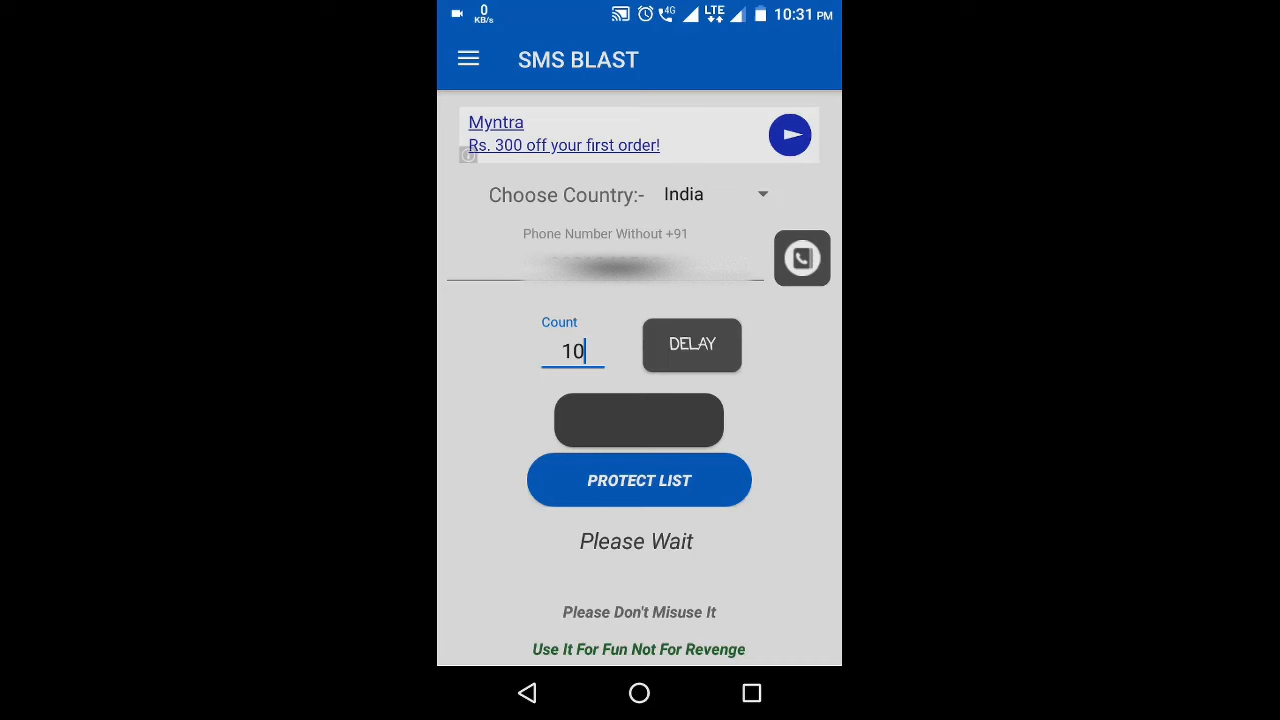 0
KB/s
4G
LTE
10:31 PM
SMS BLAST
Myntra
Rs. 300 off your first order!
Choose Country:- India
Phone Number Without +91
Count
10
DELAY
PROTECT LIST
Please Wait
Please Don't Misuse It
Use It For Fun Not For Revenge